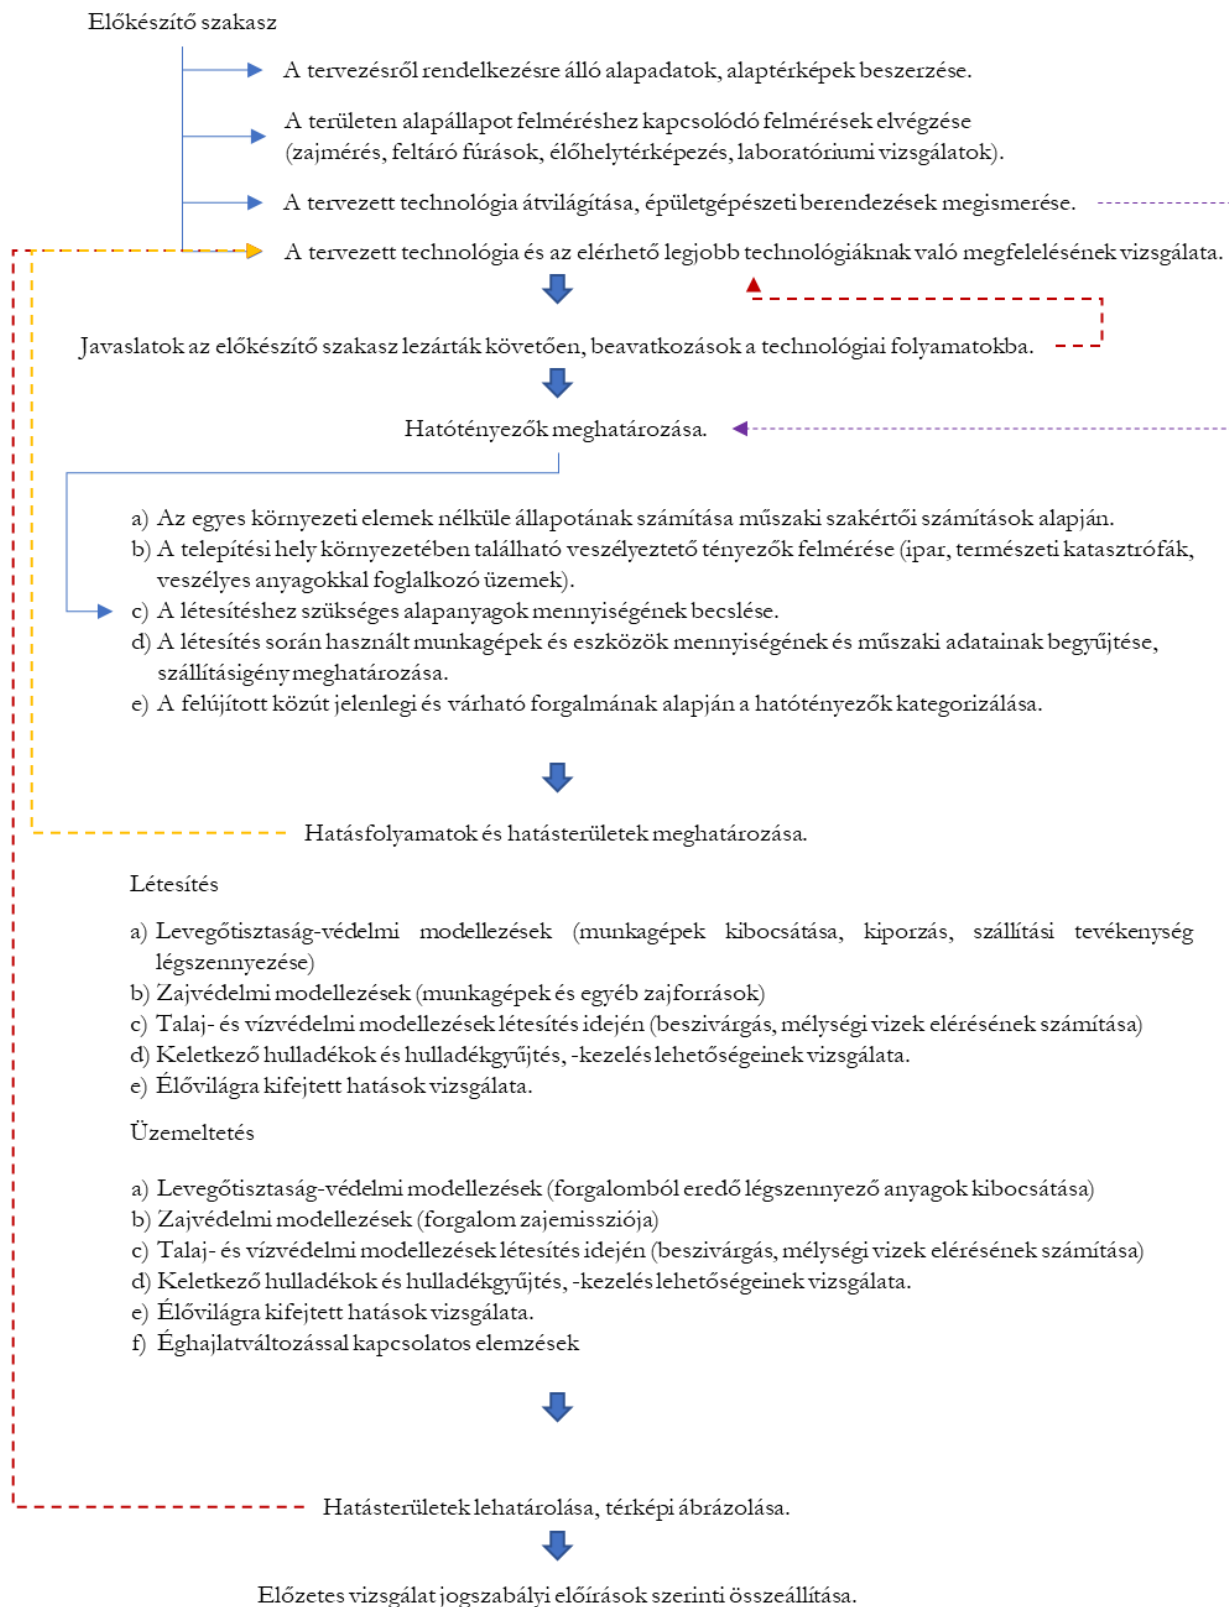 Előkészítő szakasz
A tervezésről rendelkezésre álló alapadatok, alaptérképek beszerzése.
A területen alapállapot felméréshez kapcsolódó felmérések elvégzése
(zajmérés, feltáró fúrások, élőhelytérképezés, laboratóriumi vizsgálatok).
A tervezett technológia átvilágítása, épületgépészeti berendezések megismerése.
A tervezett technológia és az elérhető legjobb technológiáknak való megfelelésének vizsgálata.
Javaslatok az előkészítő szakasz lezárták követően, beavatkozások a technológiai folyamatokba.
Hatótényezők meghatározása.
a) Az egyes környezeti elemek nélküle állapotának számítása műszaki szakértői számítások alapján.
b) A telepítési hely környezetében található veszélyeztető tényezők felmérése (ipar, természeti katasztrófák,
veszélyes anyagokkal foglalkozó üzemek).
c) A létesítéshez szükséges alapanyagok mennyiségének becslése.
d) A létesítés során használt munkagépek és eszközök mennyiségének és műszaki adatainak begyűjtése,
szállításigény meghatározása.
e) A felújított közút jelenlegi és várható forgalmának alapján a hatótényezők kategorizálása.
Hatásfolyamatok és hatásterületek meghatározása.
Létesítés
a) Levegőtisztaság-védelmi modellezések (munkagépek kibocsátása, kiporzás, szállítási tevékenység
légszennyezése)
b) Zajvédelmi modellezések (munkagépek és egyéb zajforrások)
c) Talaj- és vízvédelmi modellezések létesítés idején (beszivárgás, mélységi vizek elérésének számítása)
d) Keletkező hulladékok és hulladékgyűjtés, -kezelés lehetőségeinek vizsgálata.
e) Élővilágra kifejtett hatások vizsgálata.
Üzemeltetés
a) Levegőtisztaság-védelmi modellezések (forgalomból eredő légszennyező anyagok kibocsátása)
b) Zajvédelmi modellezések (forgalom zajemissziója)
c) Talaj- és vízvédelmi modellezések létesítés idején (beszivárgás, mélységi vizek elérésének számítása)
d) Keletkező hulladékok és hulladékgyűjtés, -kezelés lehetőségeinek vizsgálata.
e) Élővilágra kifejtett hatások vizsgálata.
f) Éghajlatváltozással kapcsolatos elemzések
Hatásterületek lehatárolása, térképi ábrázolása.
Előzetes vizsgálat jogszabályi előírások szerinti összeállítása.